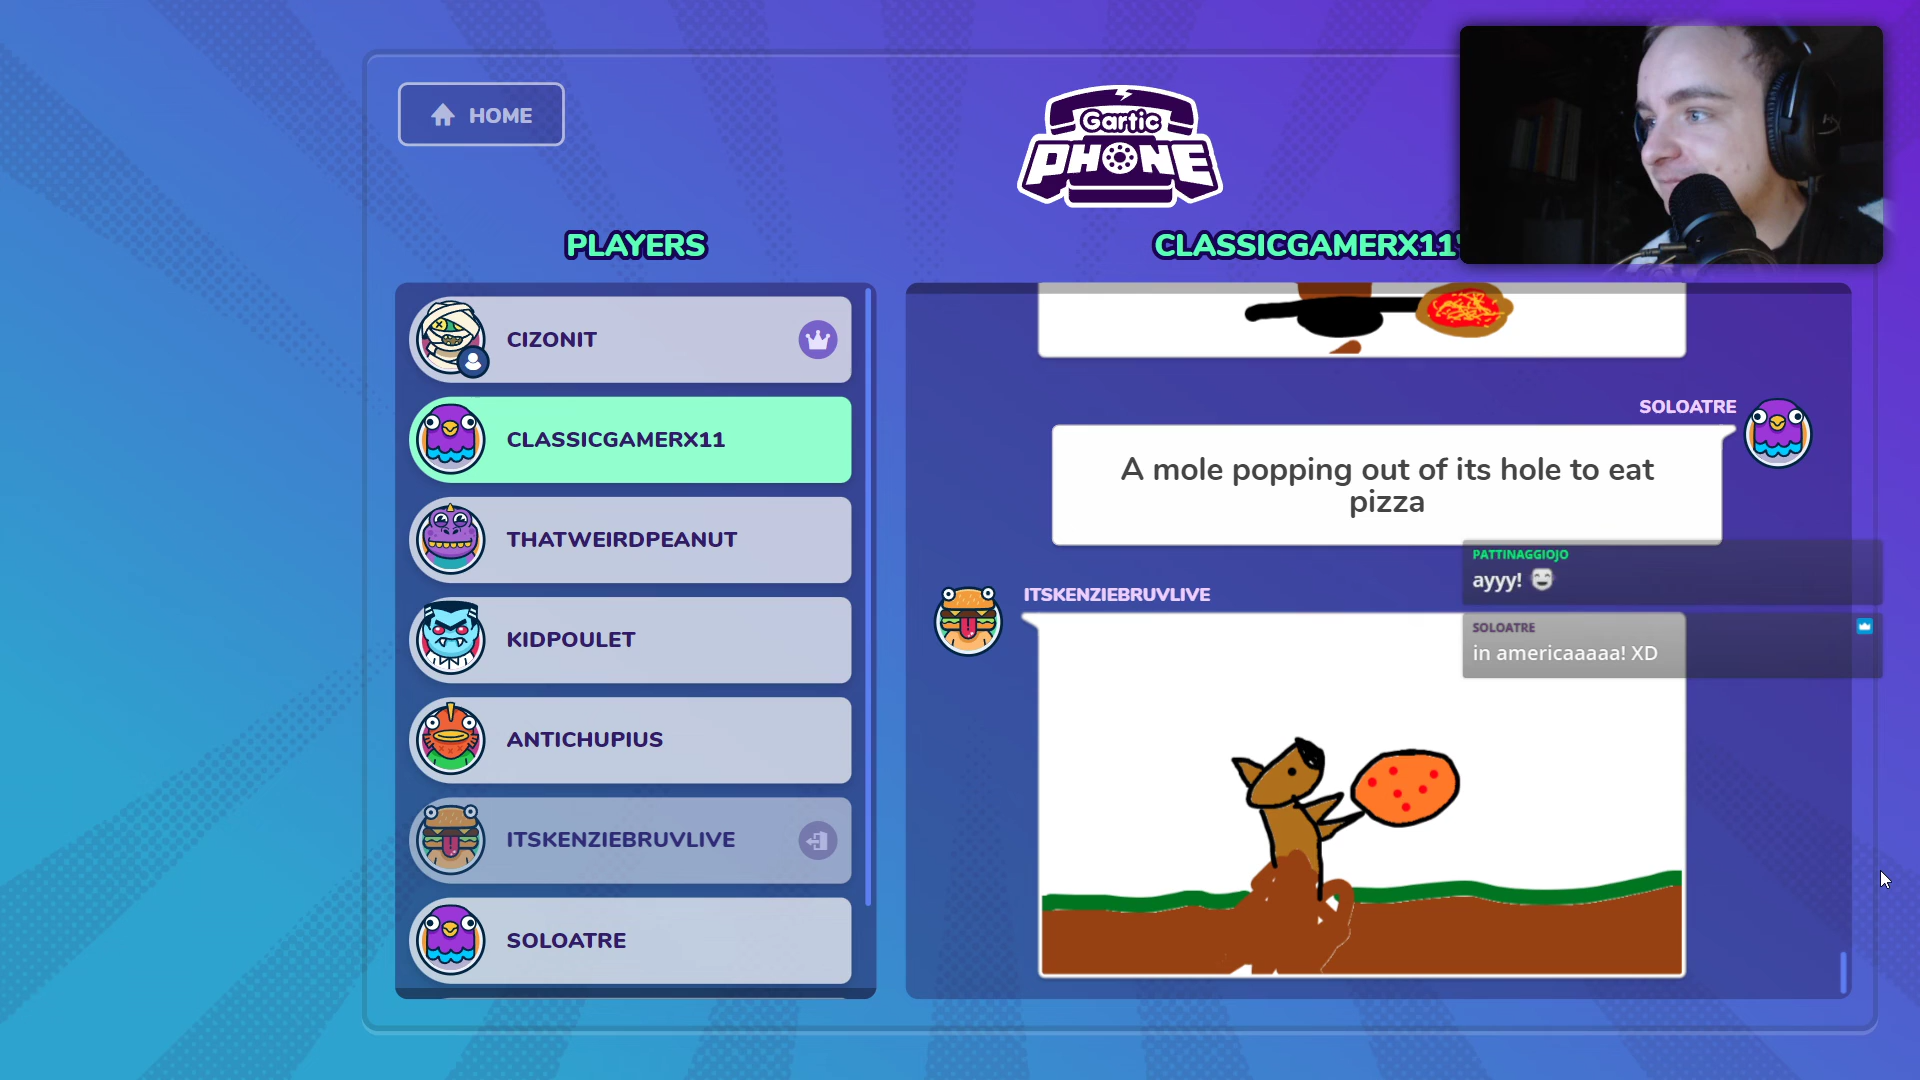 HOME
Gartic
PHONE
PLAYERS
CLASSICGAMERX11'
CIZONIT
CLASSICGAMERX11
THATWEIRDPEANUT
KIDPOULET
ANTICHUPIUS
ITSKENZIEBRUVLIVE
SOLOATRE
SOLOATRE
A mole popping out of its hole to eat
pizza
ITSKENZIEBRUVLIVE
PATTINAGGIOJO
ayyy!
SOLOATRE
in americaaaaa! XD